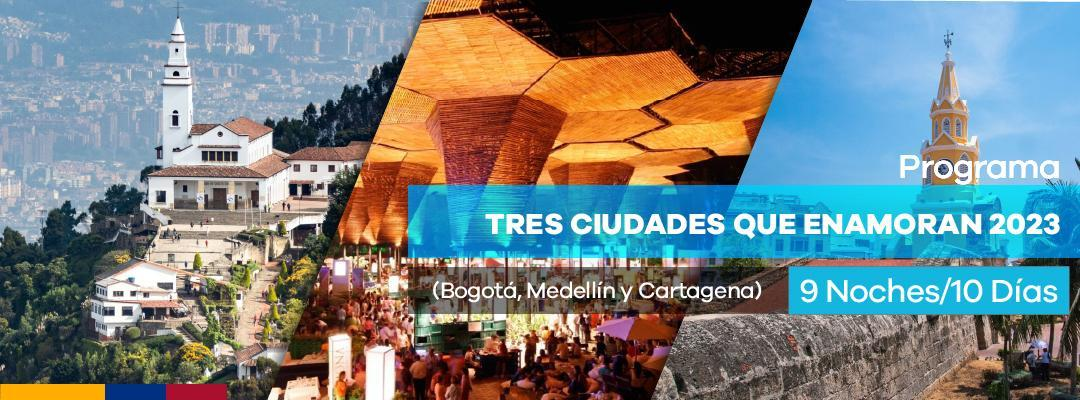 Programa
TRES CIUDADES QUE ENAMORAN 2023
(Bogotá, Medellín y Cartagena)
9 Noches/10 Días